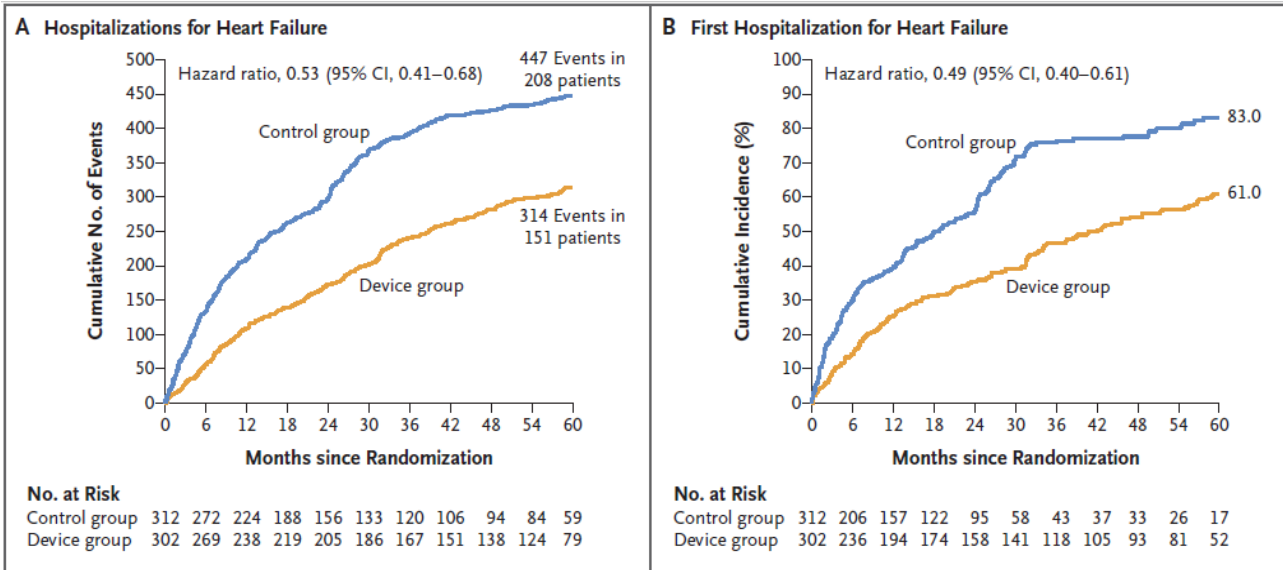 A Hospitalizations for Heart Failure
Hazard ratio, 0.53 (95% CI, 0.41–0.68)
447 Events in
208 patients
Control group
314 Events in
151 patients
Device group
Cumulative No. of Events
500
450
400
350
300
250
200
150
100
50
0
0 6 12 18 24 30 36 42 48 54 60
Months since Randomization
No. at Risk
Control group 312 272 224 188 156 133 120 106 94 84 59
Device group 302 269 238 219 205 186 167 151 138 124 79
B First Hospitalization for Heart Failure
Hazard ratio, 0.49 (95% CI, 0.40–0.61)
Control group
83.0
61.0
Device group
Cumulative Incidence (%)
100
90
80
70
60
50
40
30
20
10
0
0 6 12 18 24 30 36 42 48 54 60
Months since Randomization
No. at Risk
Control group 312 206 157 122 95 58 43 37 33 26 17
Device group 302 236 194 174 158 141 118 105 93 81 52